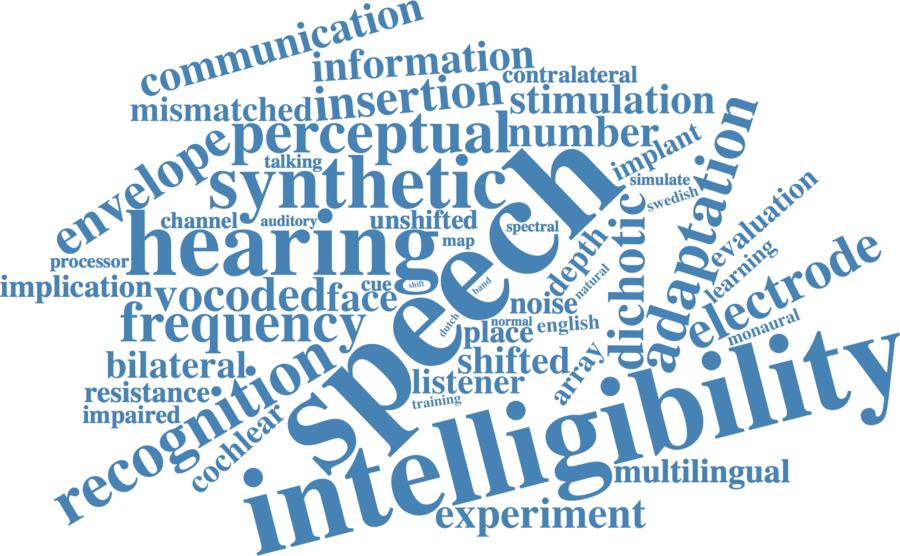 communication
information
contralateral
mismatched
insertion
stimulation
envelope
perceptual
number
implant
talking
synthetic
speech
simulate
swedish
adaptation
channel
auditory
unshifted
spectral
dichotic
evaluation
hearing
map
depth
natural
learning
processor
implication
vocoded
face
cue
shift
band
noise
electrode
frequency
dutch
normal
place
english
monaural
bilateral
shifted
array
resistance
listener
impaired
training
recognition
cochlear
intelligibility
multilingual
experiment